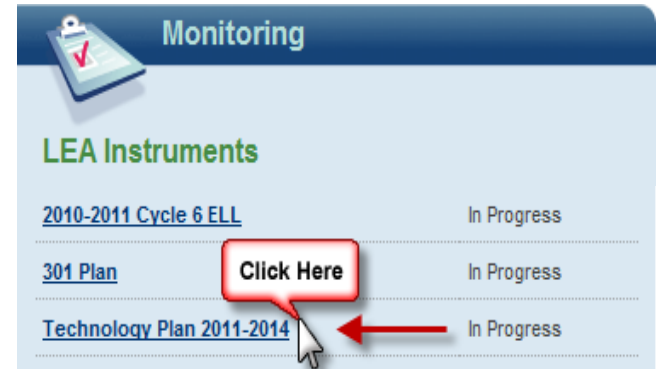 Monitoring
LEA Instruments
2010-2011 Cycle 6 ELL In Progress
301 Plan Click Here In Progress
Technology Plan 2011-2014 In Progress